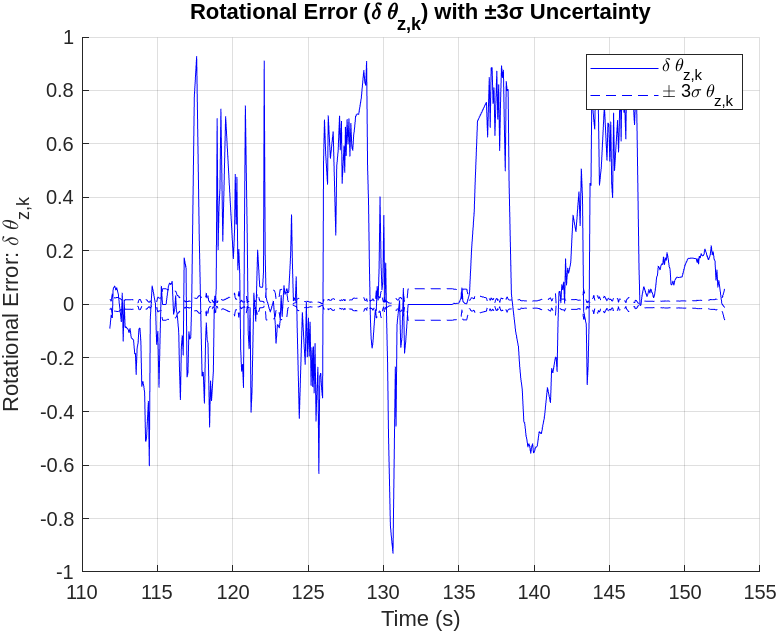 Rotational Error (δ θz,k) with ±3σ Uncertainty
δ θz,k
± 3σ θz,k
Rotational Error: δ θz,k
1
0.8
0.6
0.4
0.2
0
-0.2
-0.4
-0.6
-0.8
-1
110 115 120 125 130 135 140 145 150 155
Time (s)